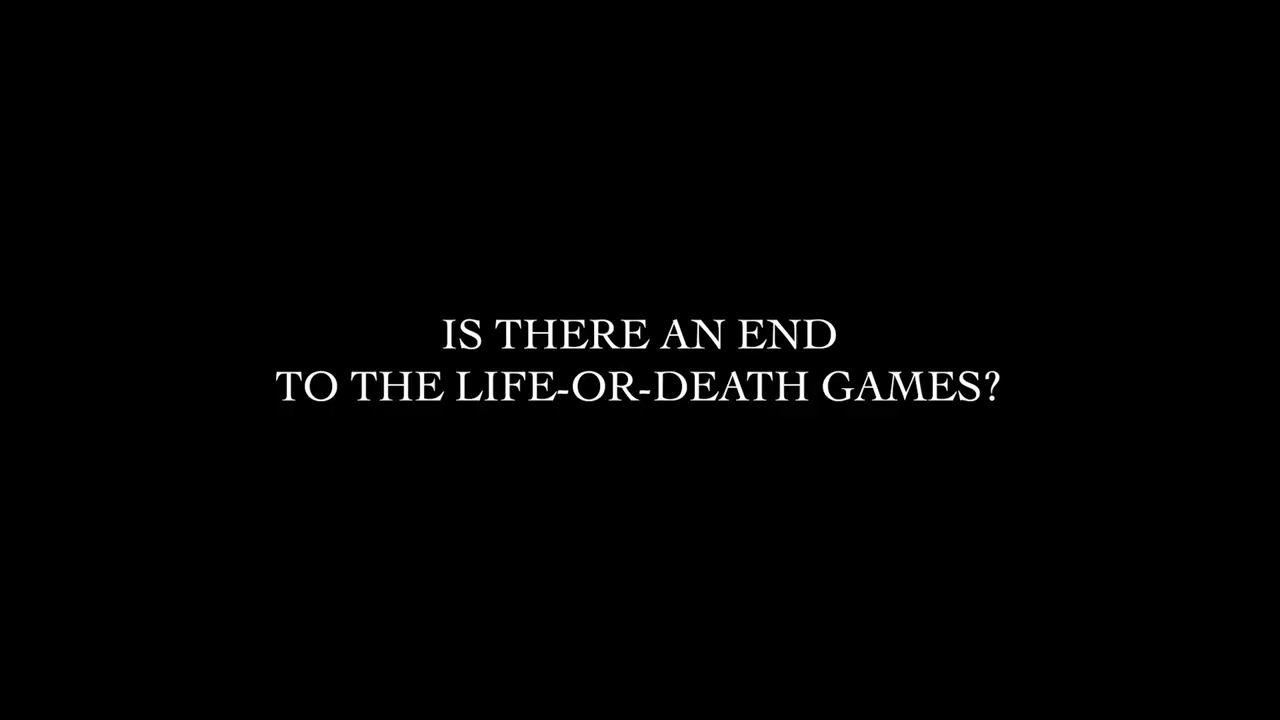 IS THERE AN END
TO THE LIFE-OR-DEATH GAMES?